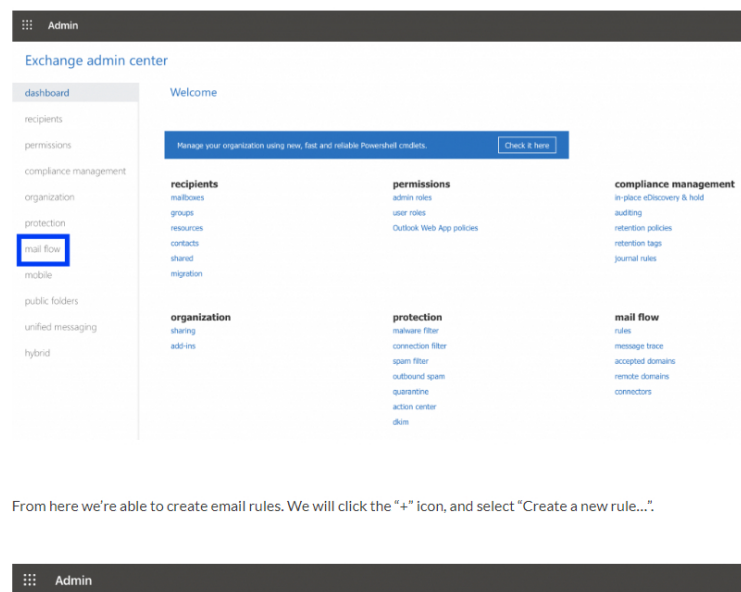 Admin
Exchange admin center
dashboard
recipients
permissions
compliance management
organization
protection
mail flow
mobile
public folders
unified messaging
hybrid
Welcome
Manage your organization using new, fast and reliable Powershell cmdlets.
Check it here
recipients
mailboxes
groups
resources
contacts
shared
migration
permissions
admin roles
user roles
Outlook Web App policies
compliance management
in-place eDiscovery & hold
auditing
retention policies
retention tags
journal rules
organization
sharing
add-ins
protection
malware filter
connection filter
spam filter
outbound spam
quarantine
action center
dkim
mail flow
rules
message trace
accepted domains
remote domains
connectors
From here we’re able to create email rules. We will click the “+” icon, and select “Create a new rule…”.
Admin